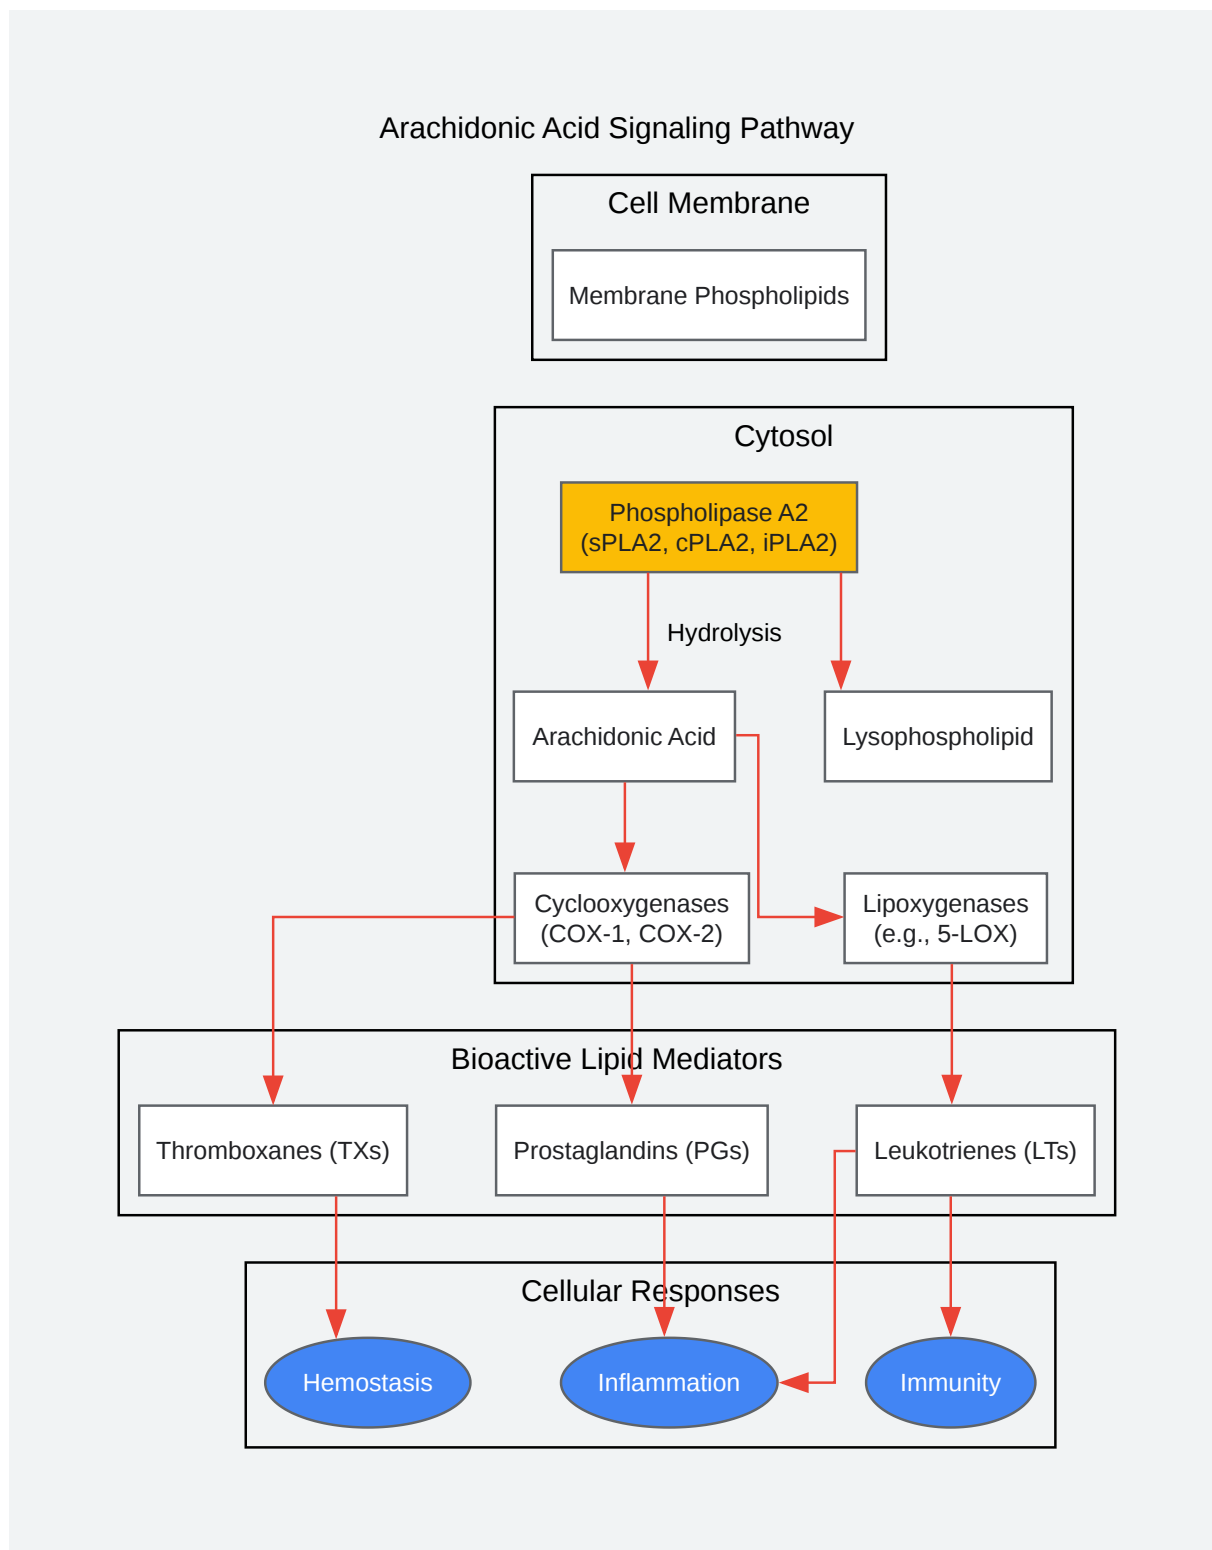 Arachidonic Acid Signaling Pathway
Cell Membrane
Membrane Phospholipids
Cytosol
Phospholipase A2
(sPLA2, cPLA2, iPLA2)
Hydrolysis
Arachidonic Acid
Lysophospholipid
Cyclooxygenases
(COX-1, COX-2)
Lipoxygenases
(e.g., 5-LOX)
Bioactive Lipid Mediators
Thromboxanes (TXs)
Prostaglandins (PGs)
Leukotrienes (LTs)
Cellular Responses
Hemostasis
Inflammation
Immunity